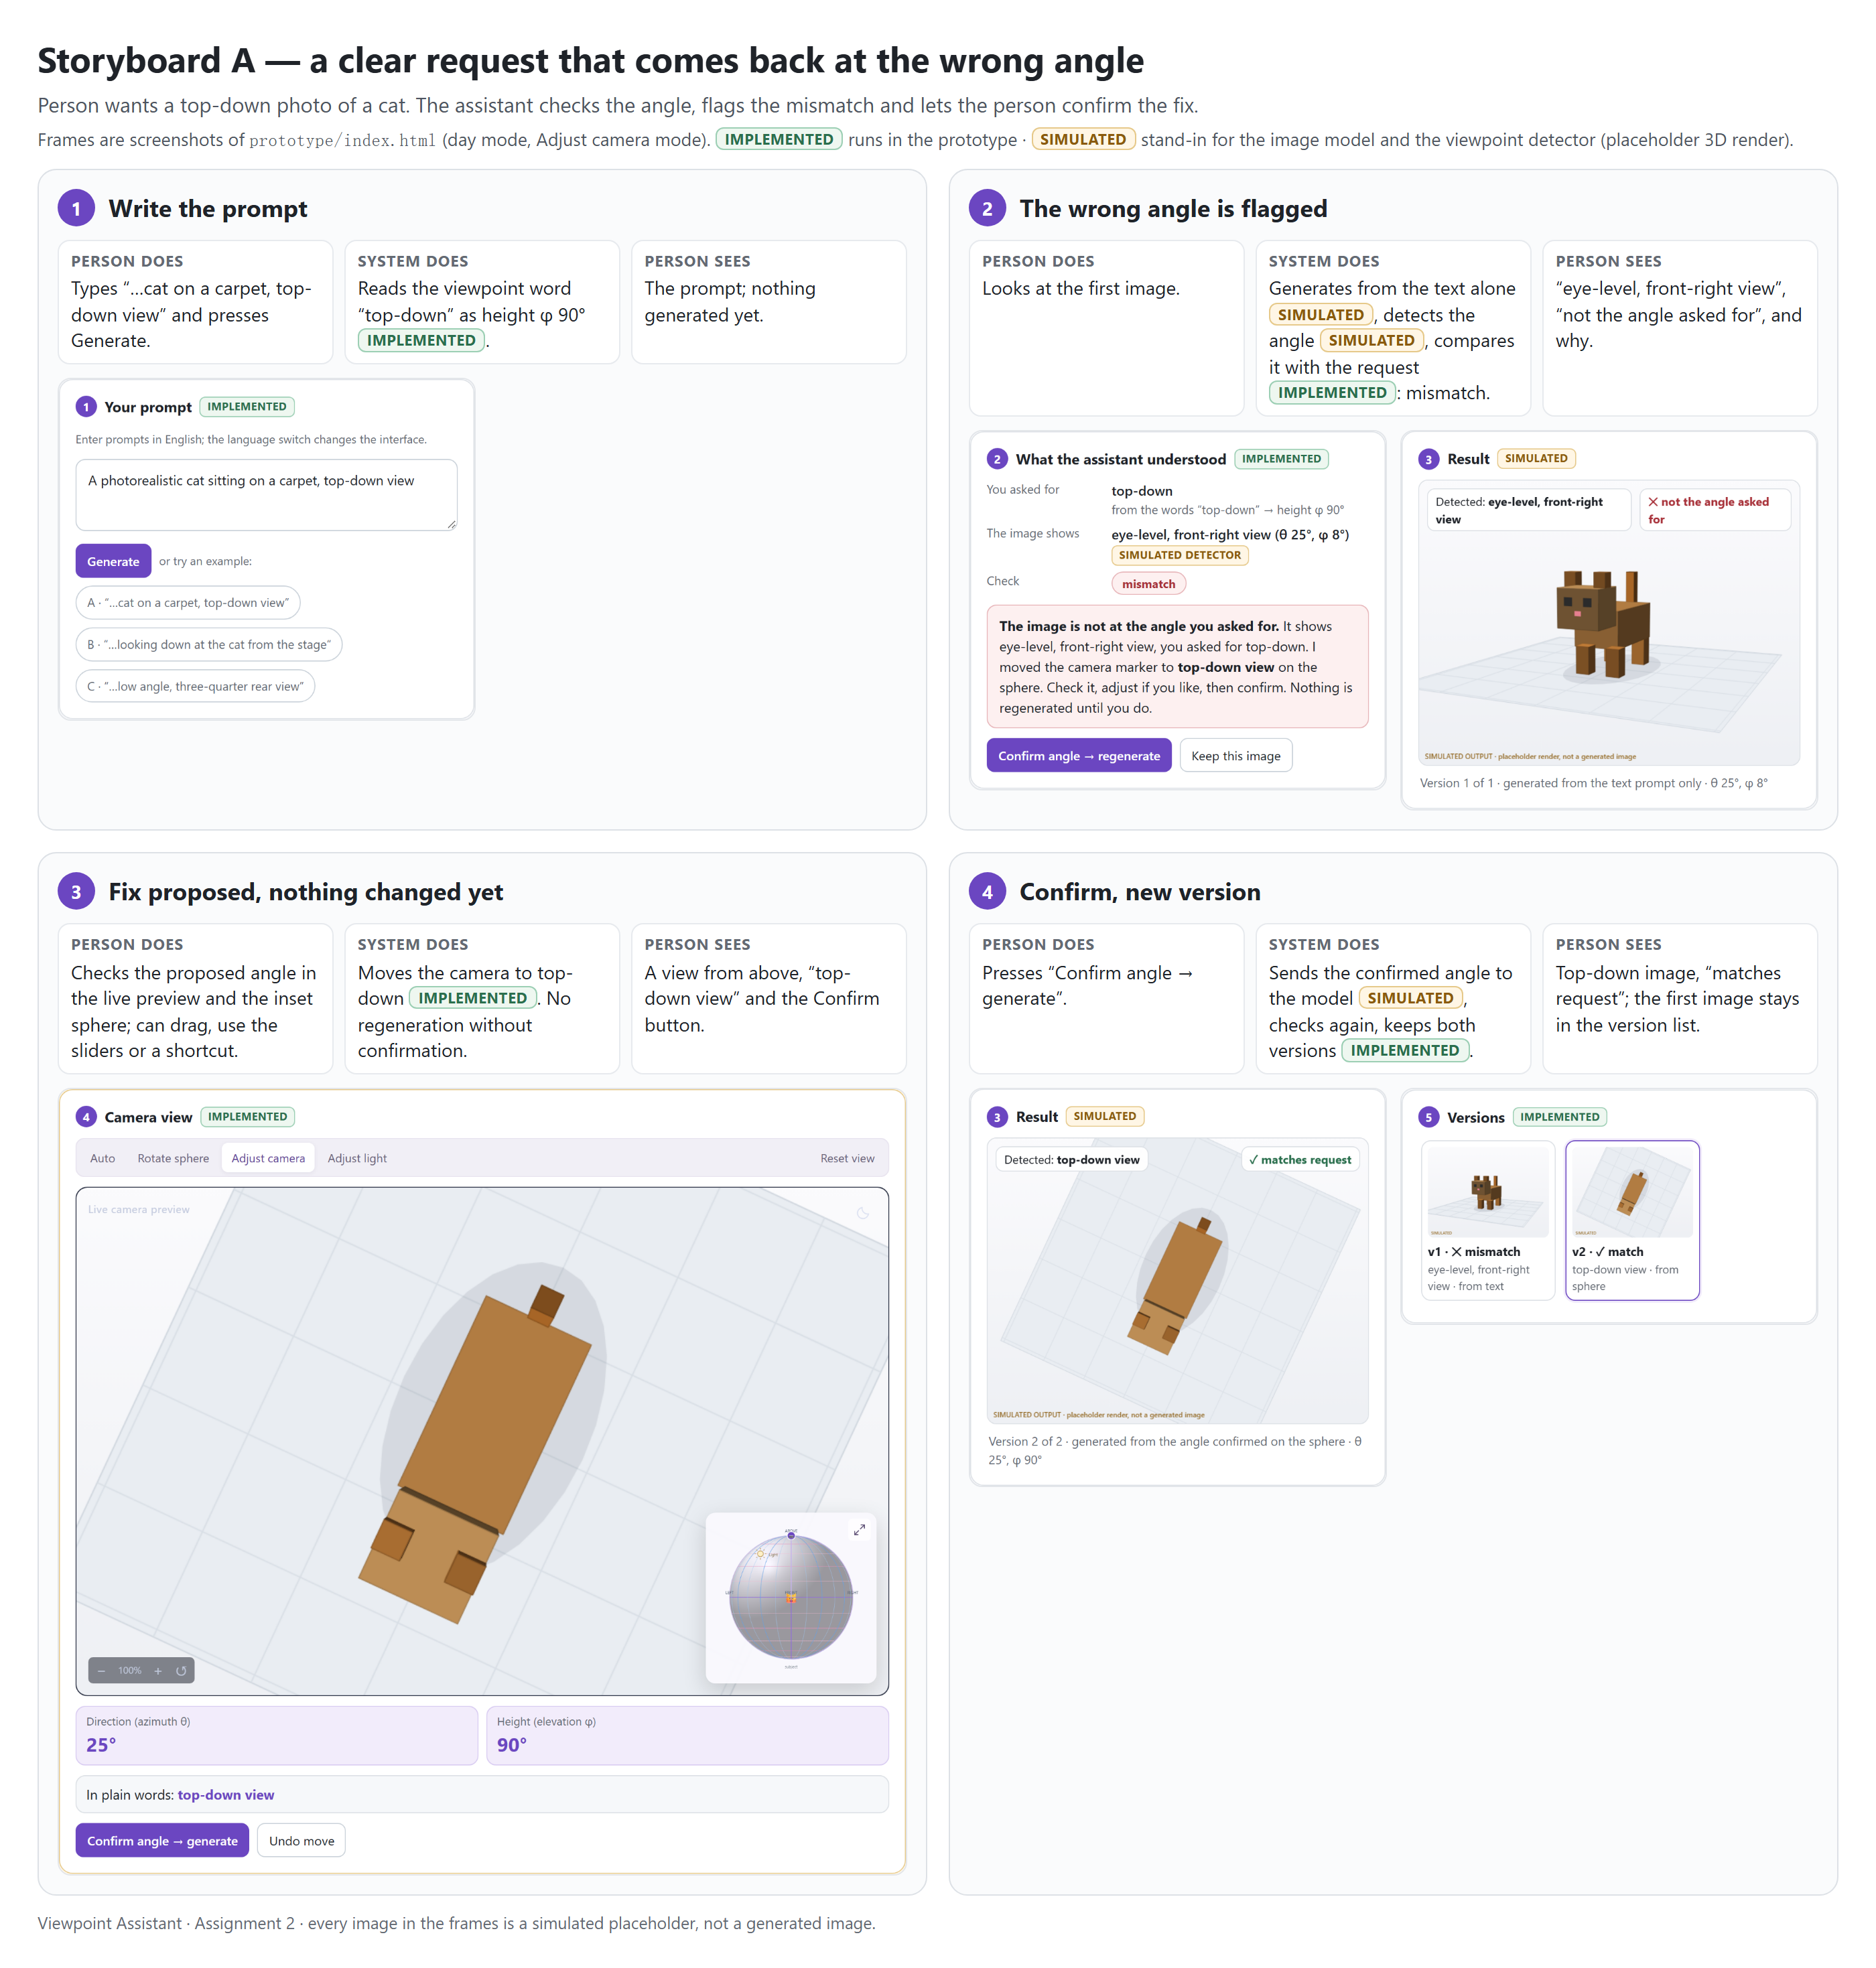 Storyboard A — a clear request that comes back at the wrong angle
Person wants a top-down photo of a cat. The assistant checks the angle, flags the mismatch and lets the person confirm the fix.
Frames are screenshots of prototype/index.html (day mode, Adjust camera mode). IMPLEMENTED runs in the prototype · SIMULATED stand-in for the image model and the viewpoint detector (placeholder 3D render).
1 Write the prompt
PERSON DOES
Types “...cat on a carpet, top-
down view” and presses
Generate.
SYSTEM DOES
Reads the viewpoint word
“top-down” as height φ 90°
IMPLEMENTED.
PERSON SEES
The prompt; nothing
generated yet.
1 Your prompt IMPLEMENTED
Enter prompts in English; the language switch changes the interface.
A photorealistic cat sitting on a carpet, top-down view
Generate or try an example:
A · “...cat on a carpet, top-down view”
B · “...looking down at the cat from the stage”
C · “...low angle, three-quarter rear view”
2 The wrong angle is flagged
PERSON DOES
Looks at the first image.
SYSTEM DOES
Generates from the text alone
SIMULATED, detects the
angle SIMULATED, compares
it with the request
IMPLEMENTED: mismatch.
PERSON SEES
“eye-level, front-right view”,
“not the angle asked for”, and
why.
2 What the assistant understood IMPLEMENTED
You asked for top-down
from the words “top-down” → height φ 90°
The image shows eye-level, front-right view (θ 25°, φ 8°)
SIMULATED DETECTOR
Check mismatch
The image is not at the angle you asked for. It shows
eye-level, front-right view, you asked for top-down. I
moved the camera marker to top-down view on the
sphere. Check it, adjust if you like, then confirm. Nothing is
regenerated until you do.
Confirm angle → regenerate Keep this image
3 Result SIMULATED
Detected: eye-level, front-right
view
✕ not the angle asked
for
SIMULATED OUTPUT · placeholder render, not a generated image
Version 1 of 1 · generated from the text prompt only · θ 25°, φ 8°
3 Fix proposed, nothing changed yet
PERSON DOES
Checks the proposed angle in
the live preview and the inset
sphere; can drag, use the
sliders or a shortcut.
SYSTEM DOES
Moves the camera to top-
down IMPLEMENTED. No
regeneration without
confirmation.
PERSON SEES
A view from above, “top-
down view” and the Confirm
button.
4 Camera view IMPLEMENTED
Auto Rotate sphere Adjust camera Adjust light Reset view
Live camera preview
ABOVE
Light
FRONT
RIGHT
− 100% + ↺
Direction (azimuth θ)
25°
Height (elevation φ)
90°
In plain words: top-down view
Confirm angle → generate Undo move
4 Confirm, new version
PERSON DOES
Presses “Confirm angle →
generate”.
SYSTEM DOES
Sends the confirmed angle to
the model SIMULATED,
checks again, keeps both
versions IMPLEMENTED.
PERSON SEES
Top-down image, “matches
request”; the first image stays
in the version list.
3 Result SIMULATED
Detected: top-down view ✓ matches request
SIMULATED OUTPUT · placeholder render, not a generated image
Version 2 of 2 · generated from the angle confirmed on the sphere · θ
25°, φ 90°
5 Versions IMPLEMENTED
SIMULATED
v1 · ✕ mismatch
eye-level, front-right
view · from text
SIMULATED
v2 · ✓ match
top-down view · from
sphere
Viewpoint Assistant · Assignment 2 · every image in the frames is a simulated placeholder, not a generated image.